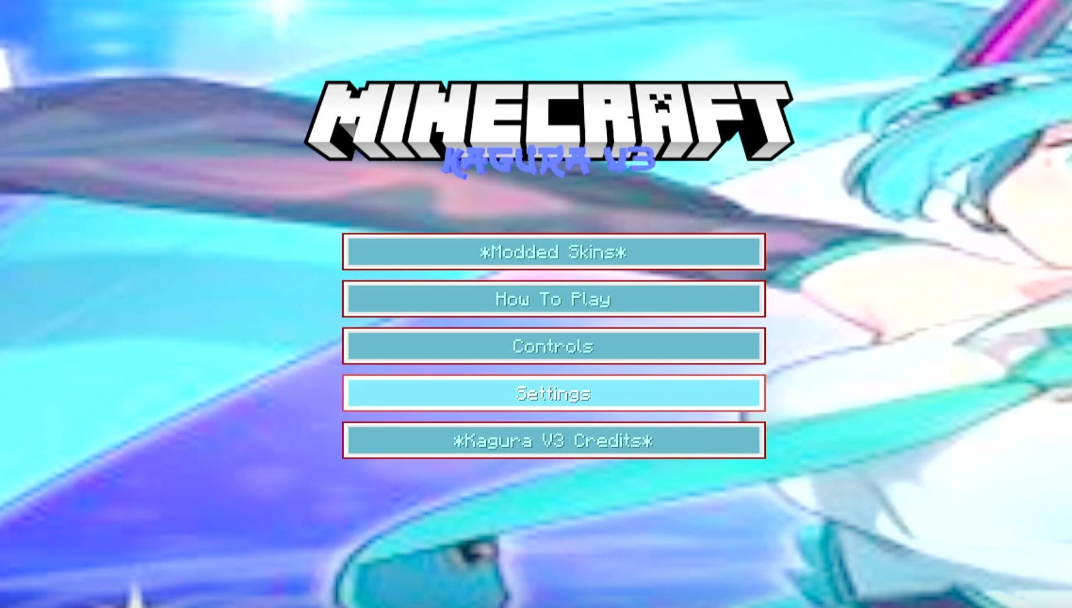 MINECRAFT
KAGURA V3
*Modded Skins*
How To Play
Controls
Settings
*Kagura V3 Credits*